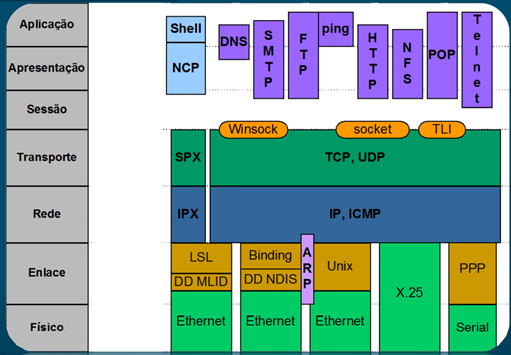 Aplicação
Shell
DNS
SMTP
FTP
ping
HTTP
NFS
POP
Telnet
Apresentação
NCP
Sessão
Winsock
socket
TLI
Transporte
SPX
TCP, UDP
Rede
IPX
IP, ICMP
Enlace
LSL
DD MLID
Binding
DD NDIS
ARP
Unix
X.25
PPP
Físico
Ethernet
Ethernet
Ethernet
Serial